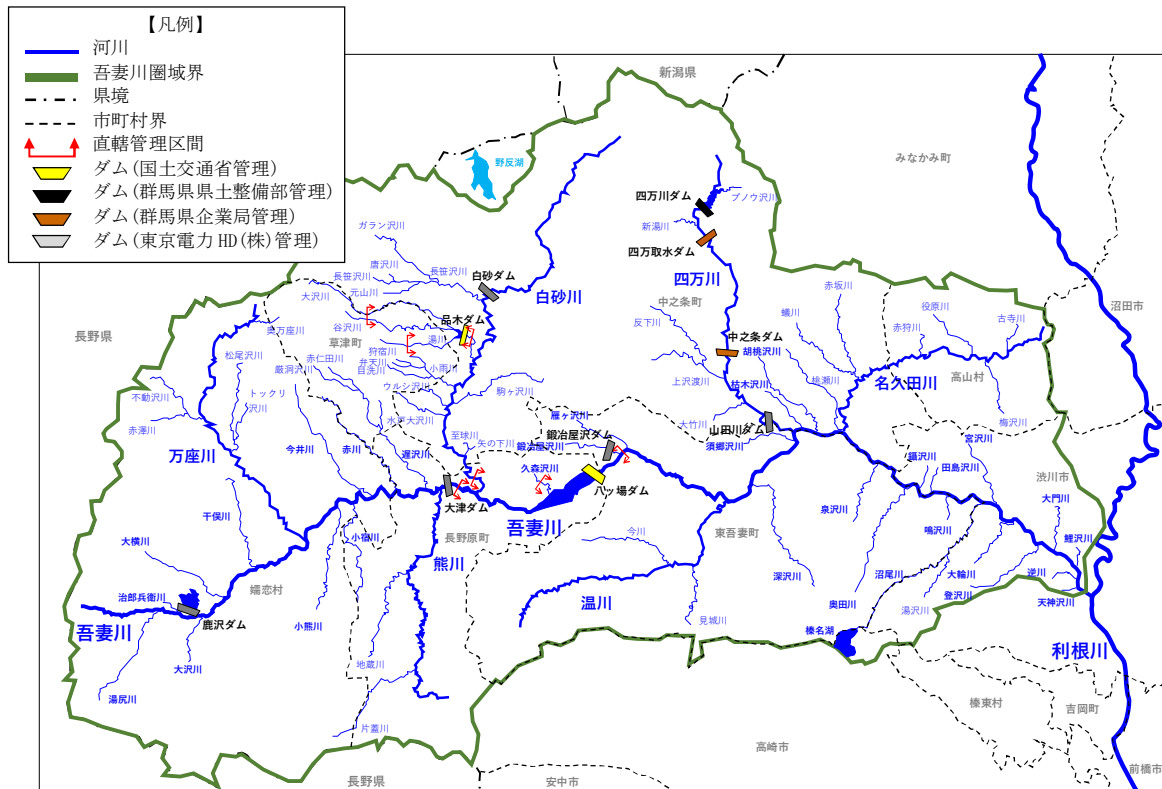 【凡例】
河川
吾妻川圏域界
県境
市町村界
直轄管理区間
ダム(国土交通省管理)
ダム(群馬県県土整備部管理)
ダム(群馬県企業局管理)
ダム(東京電力HD(株)管理)
新潟県
野反湖
みなかみ町
四万川ダム
ブノウ沢川
新湯川
四万取水ダム
四万川
ガラン沢川
唐沢川
長笹沢川
長笹沢川
白砂ダム
大沢川
元山川
白砂川
中之条町
赤坂川
沼田市
長野県
奥万座川
谷沢川
草津町
品木ダム
湯川
反下川
蟻川
役原川
古寺川
赤狩川
中之条ダム
胡桃沢川
松尾沢川
赤仁田川
狩宿川
弁天川
小雨川
厳洞沢川
目洗川
不動沢川
トックリ
沢川
ウルシ沢川
駒ヶ沢川
上沢渡川
枯木沢川
桃瀬川
名久田川
高山村
赤澤川
水戸大沢川
雁ヶ沢川
大竹川
山田川ダム
梅沢川
万座川
今井川
赤川
遅沢川
至球川
矢の下川
鍛冶屋沢川
鍛冶屋沢ダム
須郷沢川
宮沢川
鑷沢川
田島沢川
渋川市
久森沢川
八ッ場ダム
大門川
干俣川
大津ダム
吾妻川
泉沢川
鳴沢川
大横川
小宿川
長野原町
今川
東吾妻町
鯉沢川
熊川
深沢川
沼尾川
大輪川
逆川
治郎兵衛川
嬬恋村
温川
奥田川
湯沢川
登沢川
天神沢川
吾妻川
鹿沢ダム
小熊川
見城川
榛名湖
利根川
大沢川
地蔵川
湯尻川
片蓋川
榛東村
吉岡町
高崎市
長野県
安中市
前橋市